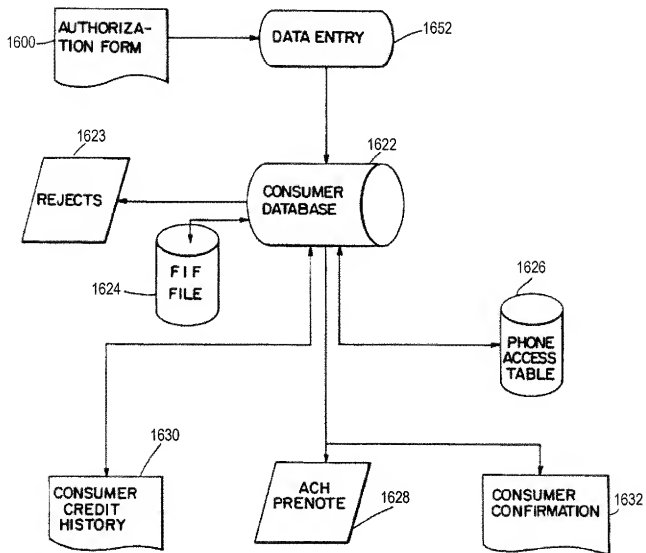 AUTHORIZA-
TION FORM
1600
DATA ENTRY
1652
1623
REJECTS
1622
CONSUMER
DATABASE
1624
FIF
FILE
1626
PHONE
ACCESS
TABLE
1630
CONSUMER
CREDIT
HISTORY
ACH
PRENOTE
1628
CONSUMER
CONFIRMATION
1632